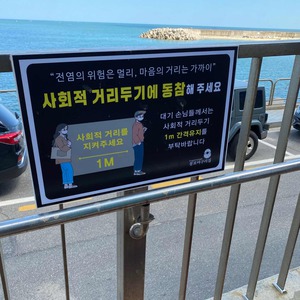 “전염의 위험은 멀리, 마음의 거리는 가까이”
사회적 거리두기에 동참해 주세요
사회적 거리를
지켜주세요
1M
대기 손님들께서는
사회적 거리두기
1m 간격유지를
부탁바랍니다